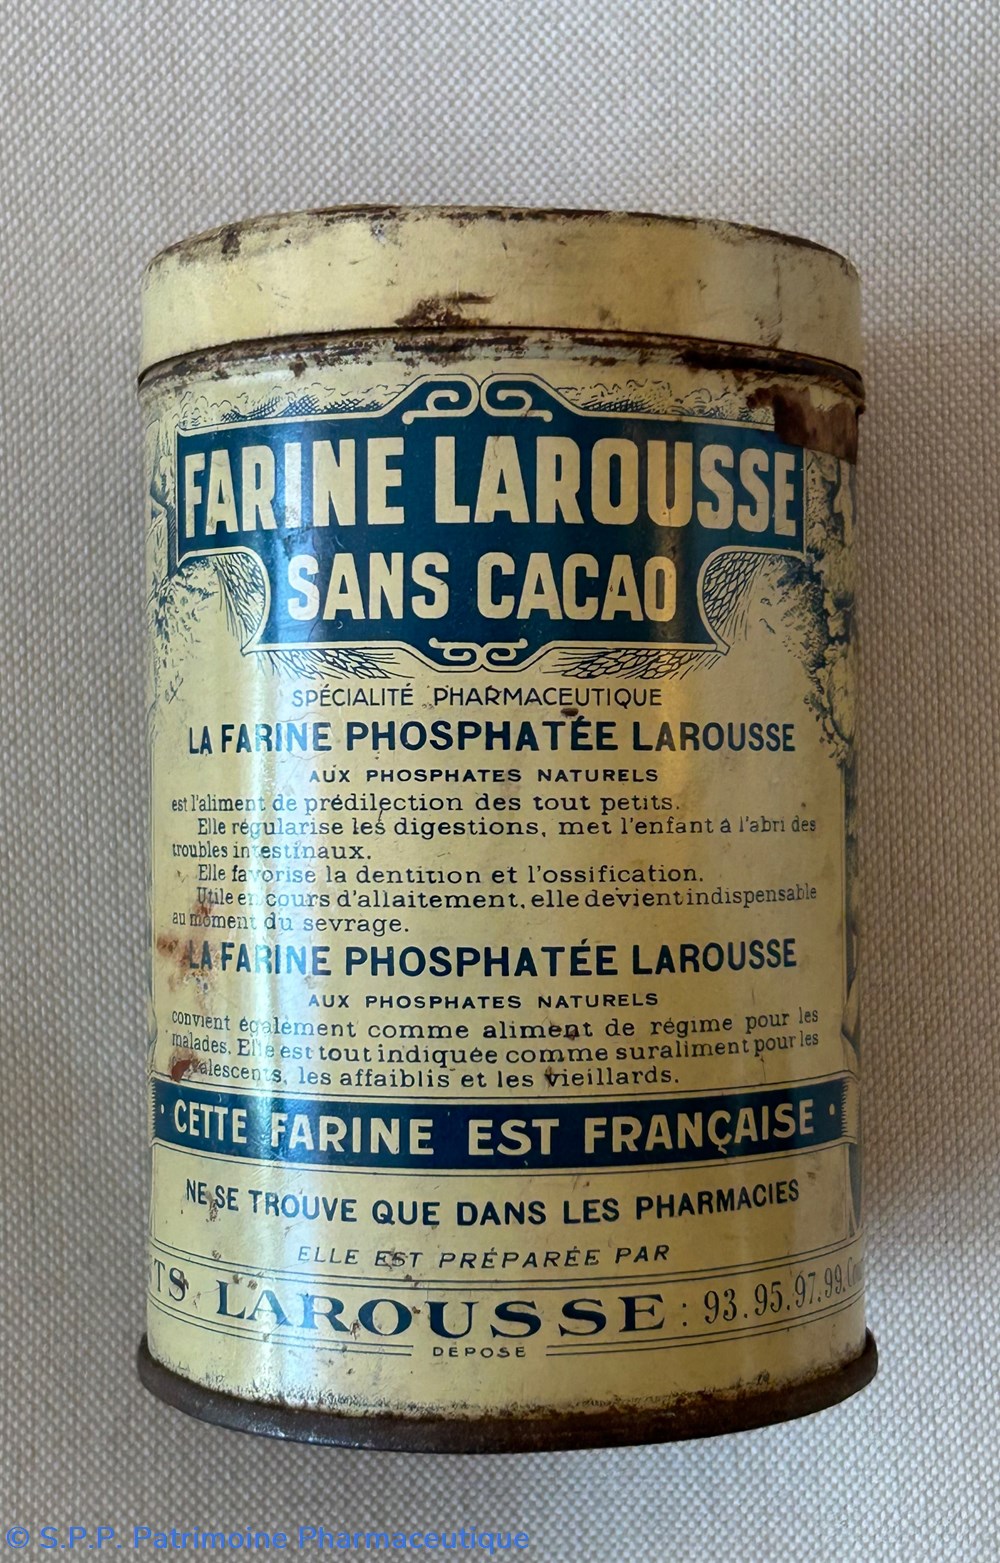 FARINE LAROUSSE
SANS CACAO
SPÉCIALITÉ PHARMACEUTIQUE
LA FARINE PHOSPHATÉE LAROUSSE
AUX PHOSPHATES NATURELS
est l'aliment de prédilection des tout petits.
Elle régularise les digestions, met l'enfant à l'abri des
troubles intestinaux.
Elle favorise la dentition et l'ossification.
Utile en cours d'allaitement, elle devient indispensable
au moment du sevrage.
LA FARINE PHOSPHATÉE LAROUSSE
AUX PHOSPHATES NATURELS
convient également comme aliment de régime pour les
malades. Elle est tout indiquée comme suraliment pour les
les affaiblis et les vieillards.
· CETTE FARINE EST FRANÇAISE ·
NE SE TROUVE QUE DANS LES PHARMACIES
ELLE EST PRÉPARÉE PAR
TS LAROUSSE : 93.95.97.99,
DÉPOSÉ
© S.P.P. Patrimoine Pharmaceutique